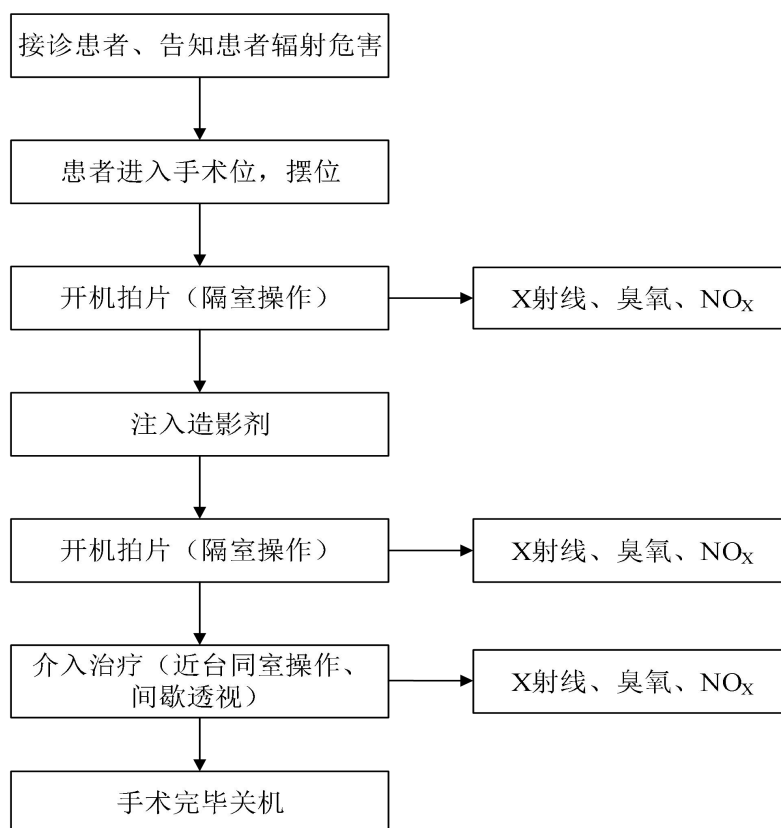 接诊患者、告知患者辐射危害
患者进入手术位，摆位
开机拍片（隔室操作）
X射线、臭氧、NOX
注入造影剂
开机拍片（隔室操作）
X射线、臭氧、NOX
介入治疗（近台同室操作、
间歇透视）
X射线、臭氧、NOX
手术完毕关机